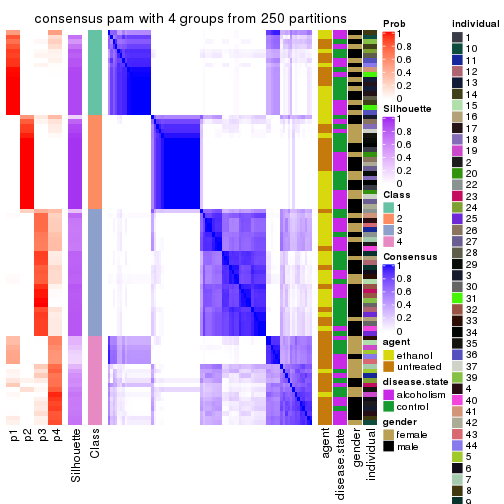 consensus pam with 4 groups from 250 partitions
p1
p2
p3
p4
Silhouette
Class
agent
disease.state
gender
individual
Prob
1
0.8
0.6
0.4
0.2
0
Silhouette
1
0.8
0.6
0.4
0.2
0
Class
1
2
3
4
Consensus
1
0.8
0.6
0.4
0.2
0
agent
ethanol
untreated
disease.state
alcoholism
control
gender
female
male
individual
1
10
11
12
13
14
15
16
17
18
19
2
20
22
23
24
25
26
27
28
29
3
30
31
32
33
34
35
36
37
39
4
40
41
42
43
44
5
6
7
8
9